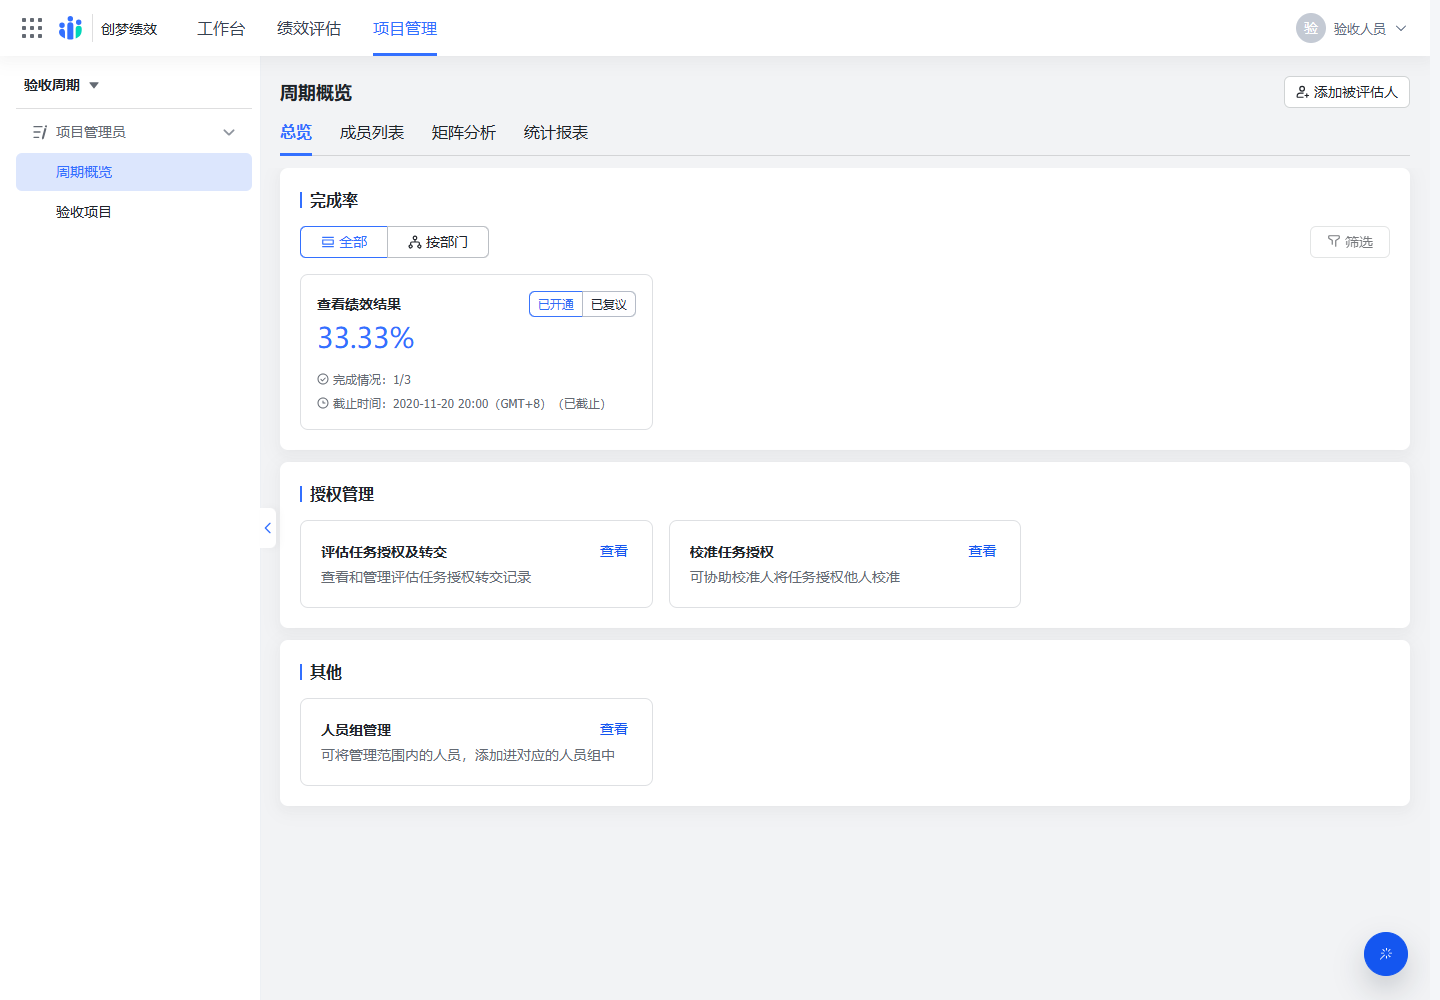 创梦绩效
工作台
绩效评估
项目管理
验
验收人员
验收周期
项目管理员
周期概览
验收项目
周期概览
添加被评估人
总览
成员列表
矩阵分析
统计报表
完成率
全部
按部门
筛选
查看绩效结果
已开通
已复议
33.33%
完成情况：1/3
截止时间：2020-11-20 20:00（GMT+8）（已截止）
授权管理
评估任务授权及转交
查看
查看和管理评估任务授权转交记录
校准任务授权
查看
可协助校准人将任务授权他人校准
其他
人员组管理
查看
可将管理范围内的人员，添加进对应的人员组中